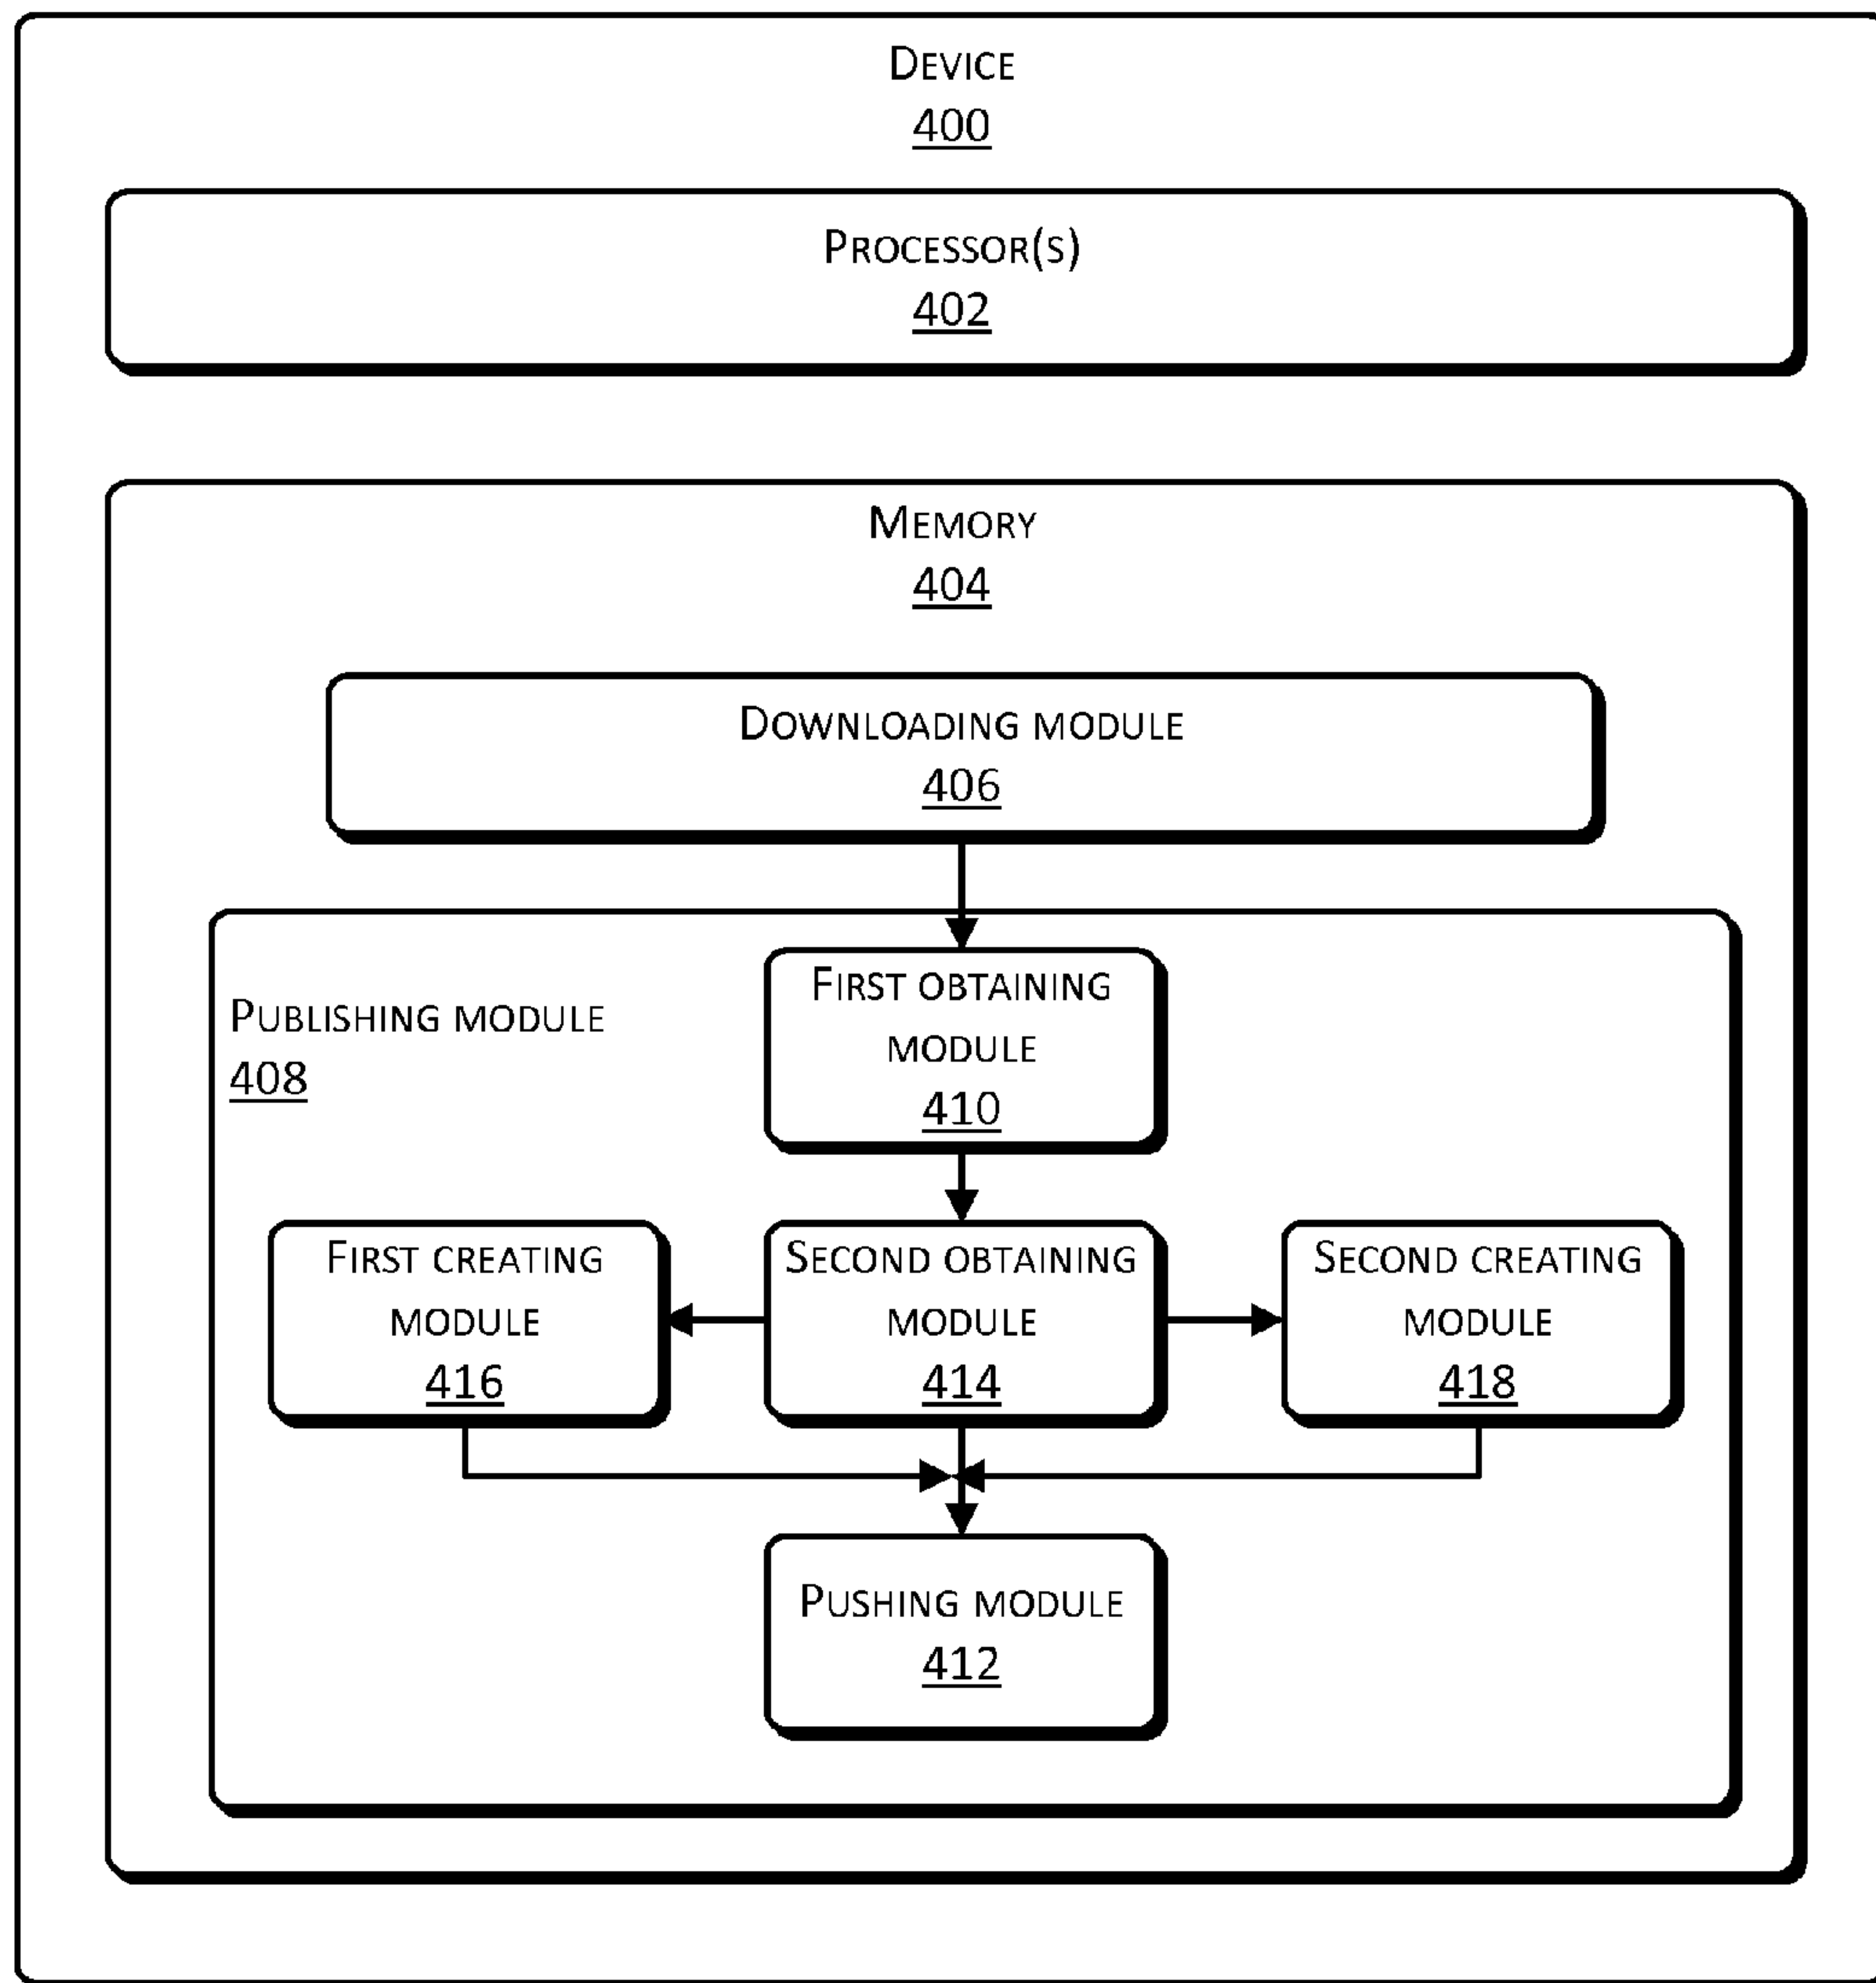 DEVICE
400
PROCESSOR(S)
402
MEMORY
404
DOWNLOADING MODULE
406
PUBLISHING MODULE
408
FIRST OBTAINING
MODULE
410
FIRST CREATING
MODULE
416
SECOND OBTAINING
MODULE
414
SECOND CREATING
MODULE
418
PUSHING MODULE
412